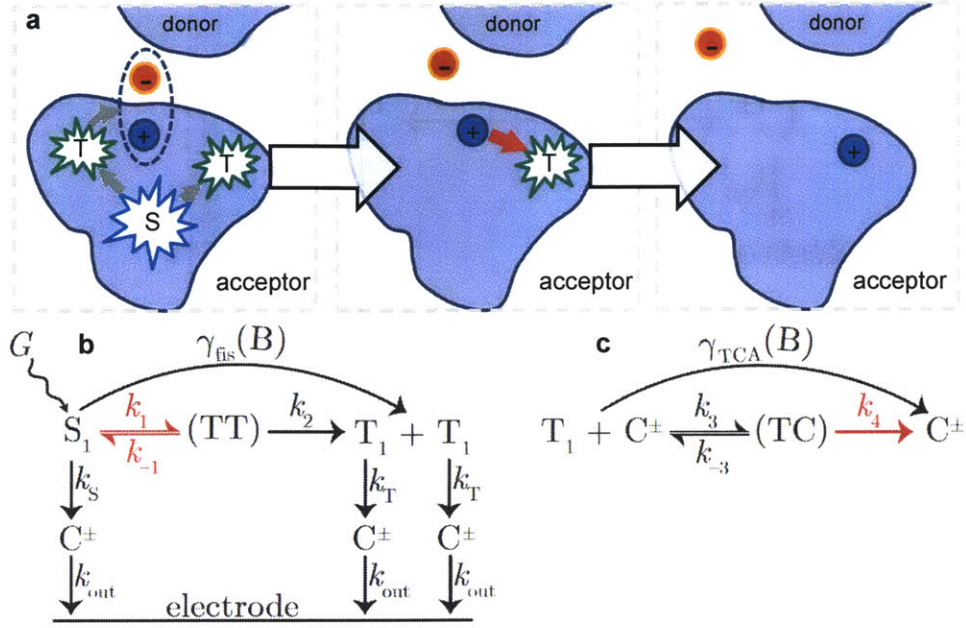 a
donor
donor
donor
-
-
-
+
+
+
T
T
T
S
acceptor
acceptor
acceptor
G
b
γfis(B)
c
γTCA(B)
S₁
k₁
k₋₁
(TT)
k₂
T₁ + T₁
T₁ + C±
k₃
k₋₃
(TC)
k₄
C±
kS
kT
kT
C±
C±
C±
kout
kout
kout
electrode